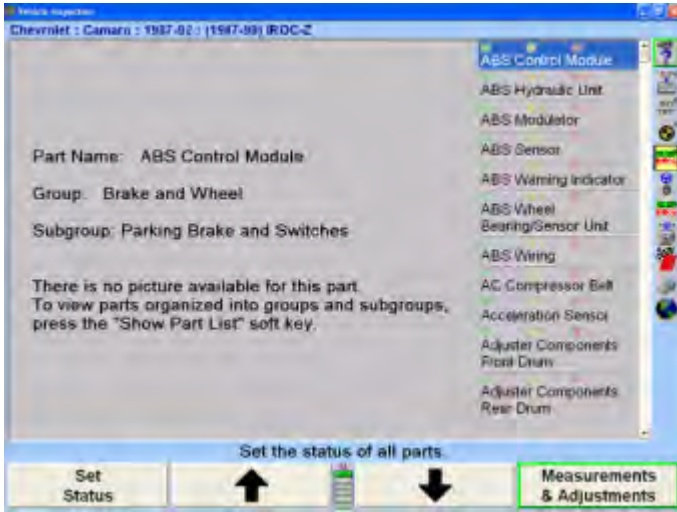 Vehicle Inspection
Chevrolet : Camaro : 1987-92 : (1987-90) IROC-Z
Part Name: ABS Control Module
Group: Brake and Wheel
Subgroup: Parking Brake and Switches
There is no picture available for this part.
To view parts organized into groups and subgroups,
press the "Show Part List" soft key.
ABS Control Module
ABS Hydraulic Unit
ABS Modulator
ABS Sensor
ABS Warning Indicator
ABS Wheel
Bearing/Sensor Unit
ABS Wiring
AC Compressor Belt
Acceleration Sensor
Adjuster Components
Front Drum
Adjuster Components
Rear Drum
Set the status of all parts.
Set
Status
Measurements
& Adjustments